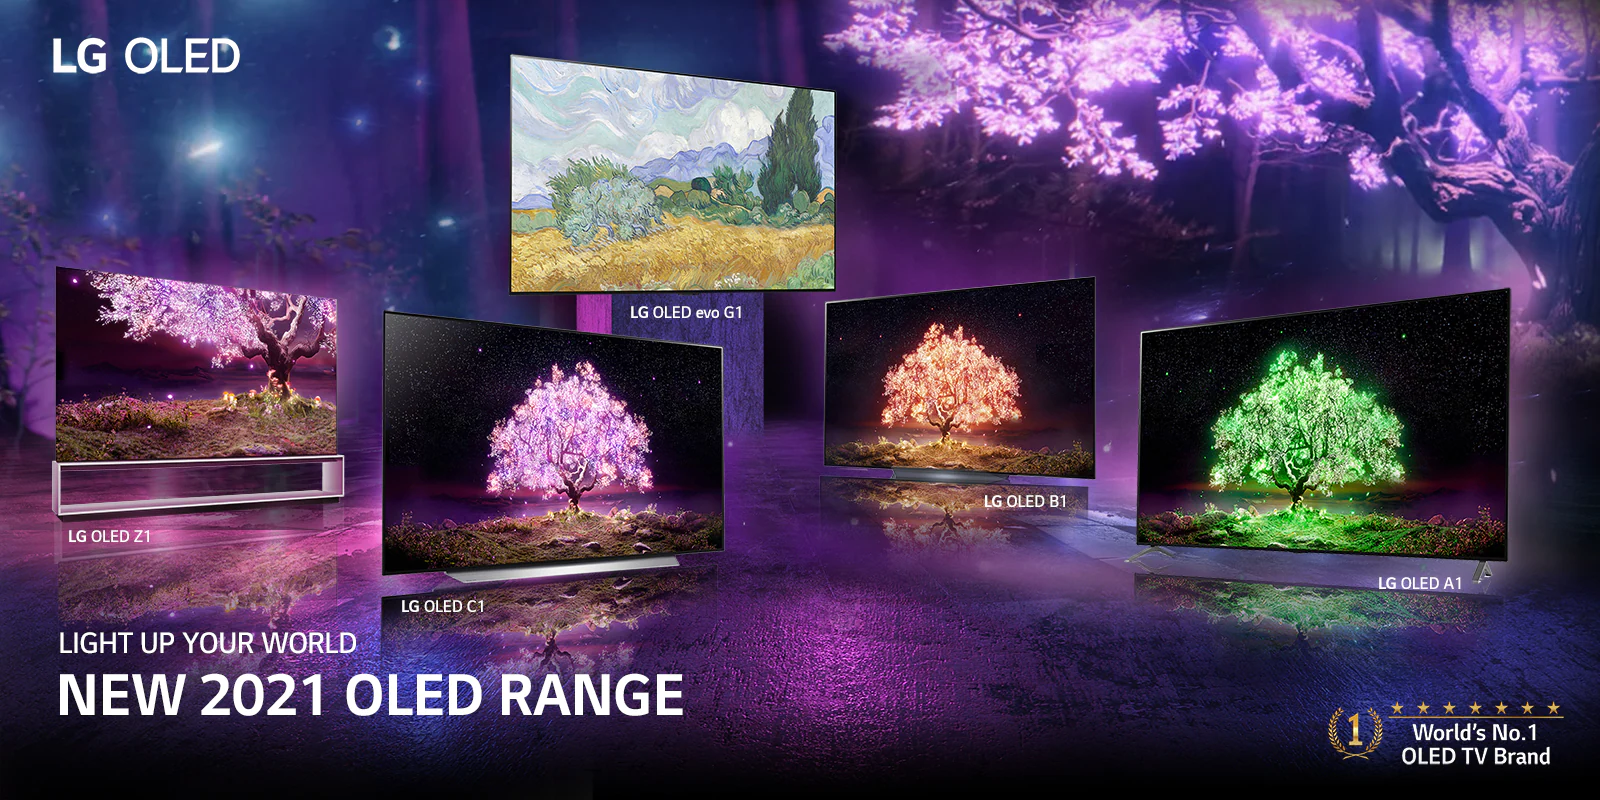 LG OLED
LG OLED evo G1
LG OLED Z1
LG OLED C1
LG OLED B1
LG OLED A1
LIGHT UP YOUR WORLD
NEW 2021 OLED RANGE
1
World's No.1
OLED TV Brand